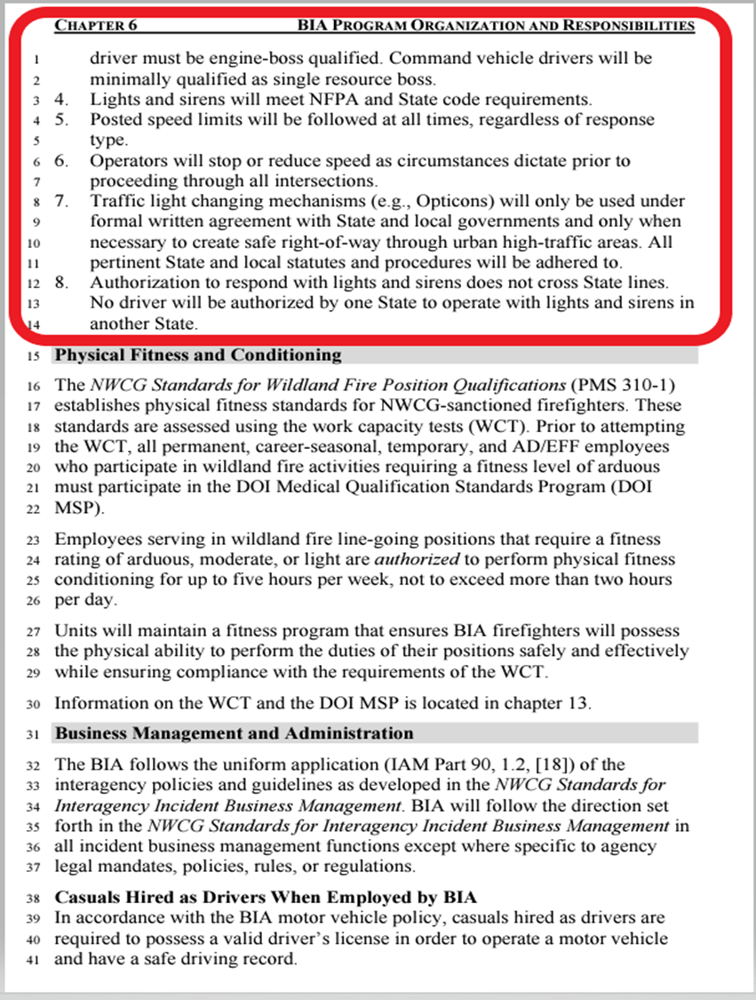 CHAPTER 6 BIA PROGRAM ORGANIZATION AND RESPONSIBILITIES
1 driver must be engine-boss qualified. Command vehicle drivers will be
2 minimally qualified as single resource boss.
3 4. Lights and sirens will meet NFPA and State code requirements.
4 5. Posted speed limits will be followed at all times, regardless of response
5 type.
6 6. Operators will stop or reduce speed as circumstances dictate prior to
7 proceeding through all intersections.
8 7. Traffic light changing mechanisms (e.g., Opticons) will only be used under
9 formal written agreement with State and local governments and only when
10 necessary to create safe right-of-way through urban high-traffic areas. All
11 pertinent State and local statutes and procedures will be adhered to.
12 8. Authorization to respond with lights and sirens does not cross State lines.
13 No driver will be authorized by one State to operate with lights and sirens in
14 another State.
15 Physical Fitness and Conditioning
16 The NWCG Standards for Wildland Fire Position Qualifications (PMS 310-1)
17 establishes physical fitness standards for NWCG-sanctioned firefighters. These
18 standards are assessed using the work capacity tests (WCT). Prior to attempting
19 the WCT, all permanent, career-seasonal, temporary, and AD/EFF employees
20 who participate in wildland fire activities requiring a fitness level of arduous
21 must participate in the DOI Medical Qualification Standards Program (DOI
22 MSP).
23 Employees serving in wildland fire line-going positions that require a fitness
24 rating of arduous, moderate, or light are authorized to perform physical fitness
25 conditioning for up to five hours per week, not to exceed more than two hours
26 per day.
27 Units will maintain a fitness program that ensures BIA firefighters will possess
28 the physical ability to perform the duties of their positions safely and effectively
29 while ensuring compliance with the requirements of the WCT.
30 Information on the WCT and the DOI MSP is located in chapter 13.
31 Business Management and Administration
32 The BIA follows the uniform application (IAM Part 90, 1.2, [18]) of the
33 interagency policies and guidelines as developed in the NWCG Standards for
34 Interagency Incident Business Management. BIA will follow the direction set
35 forth in the NWCG Standards for Interagency Incident Business Management in
36 all incident business management functions except where specific to agency
37 legal mandates, policies, rules, or regulations.
38 Casuals Hired as Drivers When Employed by BIA
39 In accordance with the BIA motor vehicle policy, casuals hired as drivers are
40 required to possess a valid driver's license in order to operate a motor vehicle
41 and have a safe driving record.